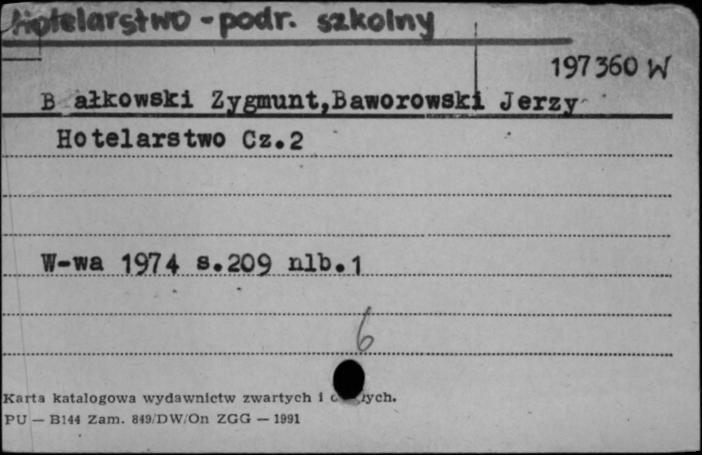 Hotelarstwo - podr. szkolny
197360 W
B ałkowski Zygmunt,Baworowski Jerzy
Hotelarstwo Cz.2
W-wa 1974 s.209 nlb.1
6
Karta katalogowa wydawnictw zwartych i
PU — B144 Zam. 849/DW/On ZGG — 1991